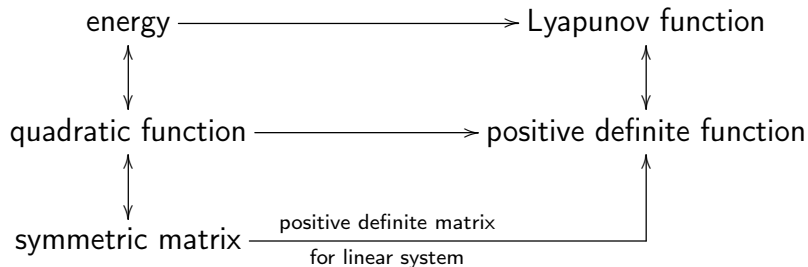 energy Lyapunov function
quadratic function positive definite function
positive definite matrix
symmetric matrix
for linear system